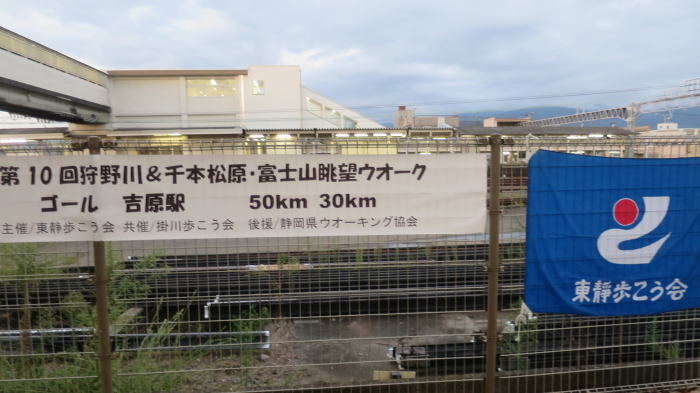 第10回狩野川＆千本松原・富士山眺望ウオーク
ゴール 吉原駅 50km 30km
主催/東静歩こう会 共催/掛川歩こう会 後援/静岡県ウオーキング協会
東静歩こう会